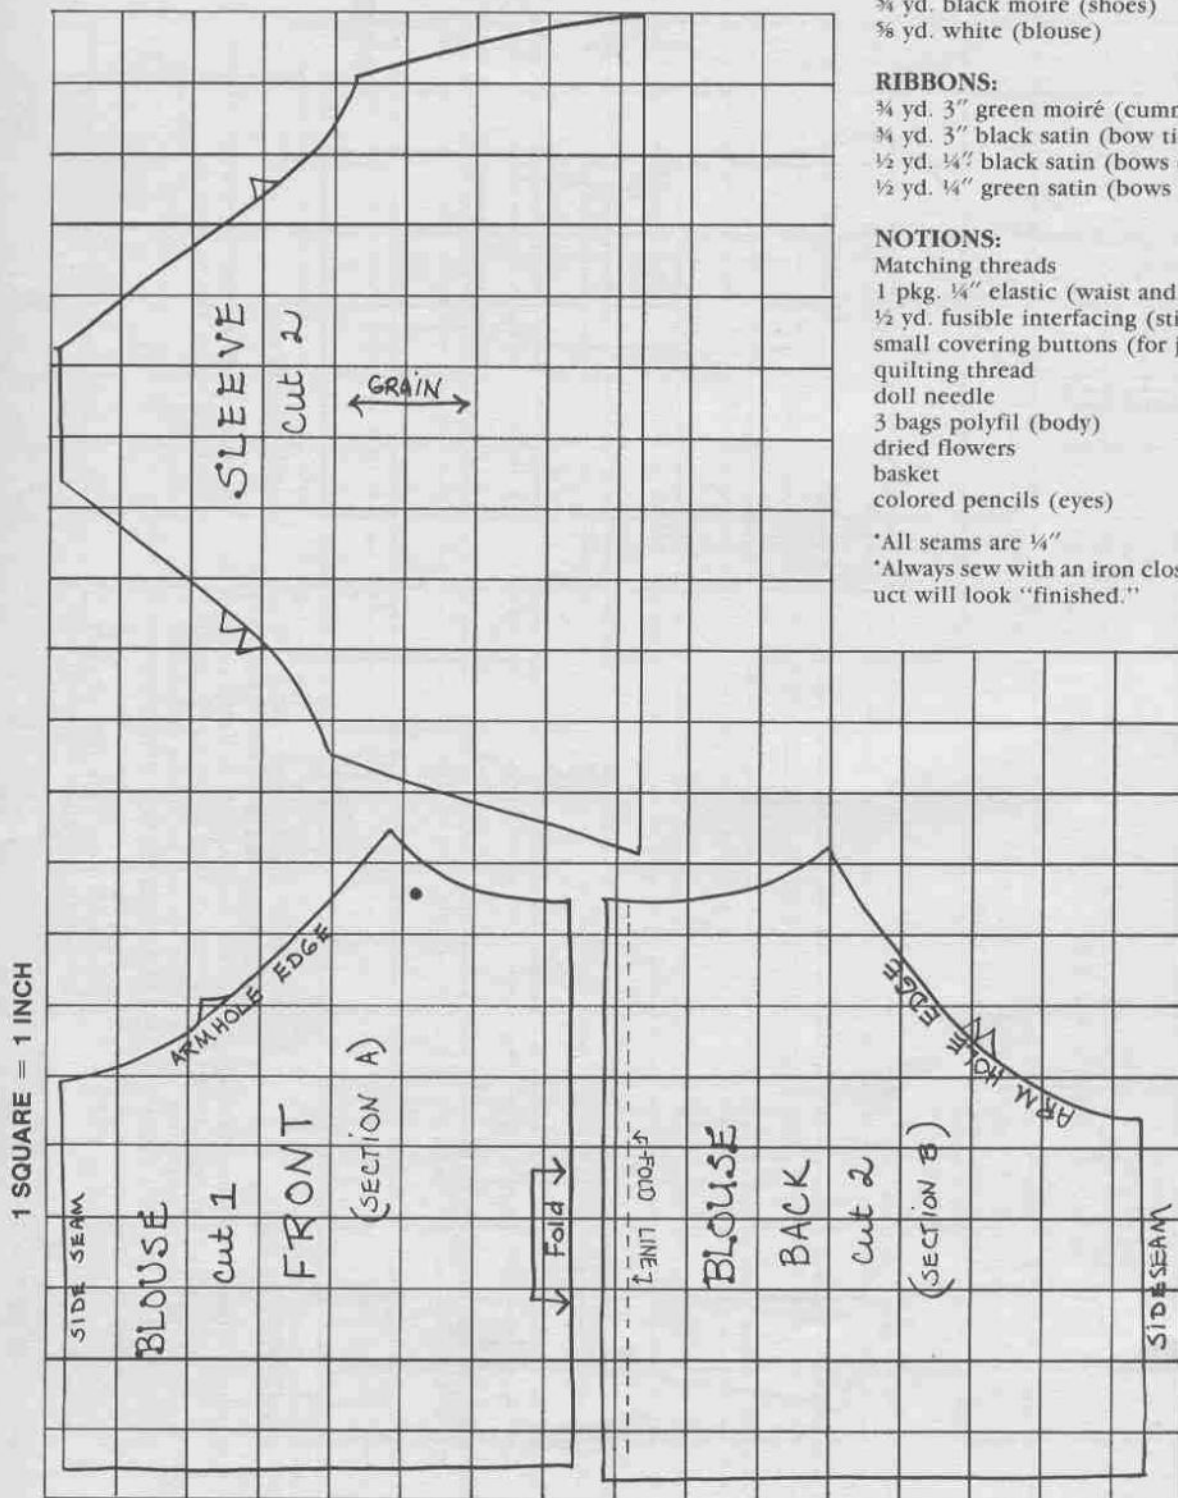 ¾ yd. black moire (shoes)
⅝ yd. white (blouse)
RIBBONS:
¾ yd. 3" green moiré (cumm
¾ yd. 3" black satin (bow ti
½ yd. ¼" black satin (bows
½ yd. ¼" green satin (bows
NOTIONS:
Matching threads
1 pkg. ¼" elastic (waist and
½ yd. fusible interfacing (sti
small covering buttons (for j
quilting thread
doll needle
3 bags polyfil (body)
dried flowers
basket
colored pencils (eyes)
*All seams are ¼"
*Always sew with an iron clos
uct will look "finished."
SLEEVE
Cut 2
GRAIN
1 SQUARE = 1 INCH
ARMHOLE EDGE
SIDE SEAM
BLOUSE
Cut 1
FRONT
(SECTION A)
Fold
FOLD LINE
BLOUSE
BACK
Cut 2
(SECTION B)
ARM HOLE EDGE
SIDE SEAM